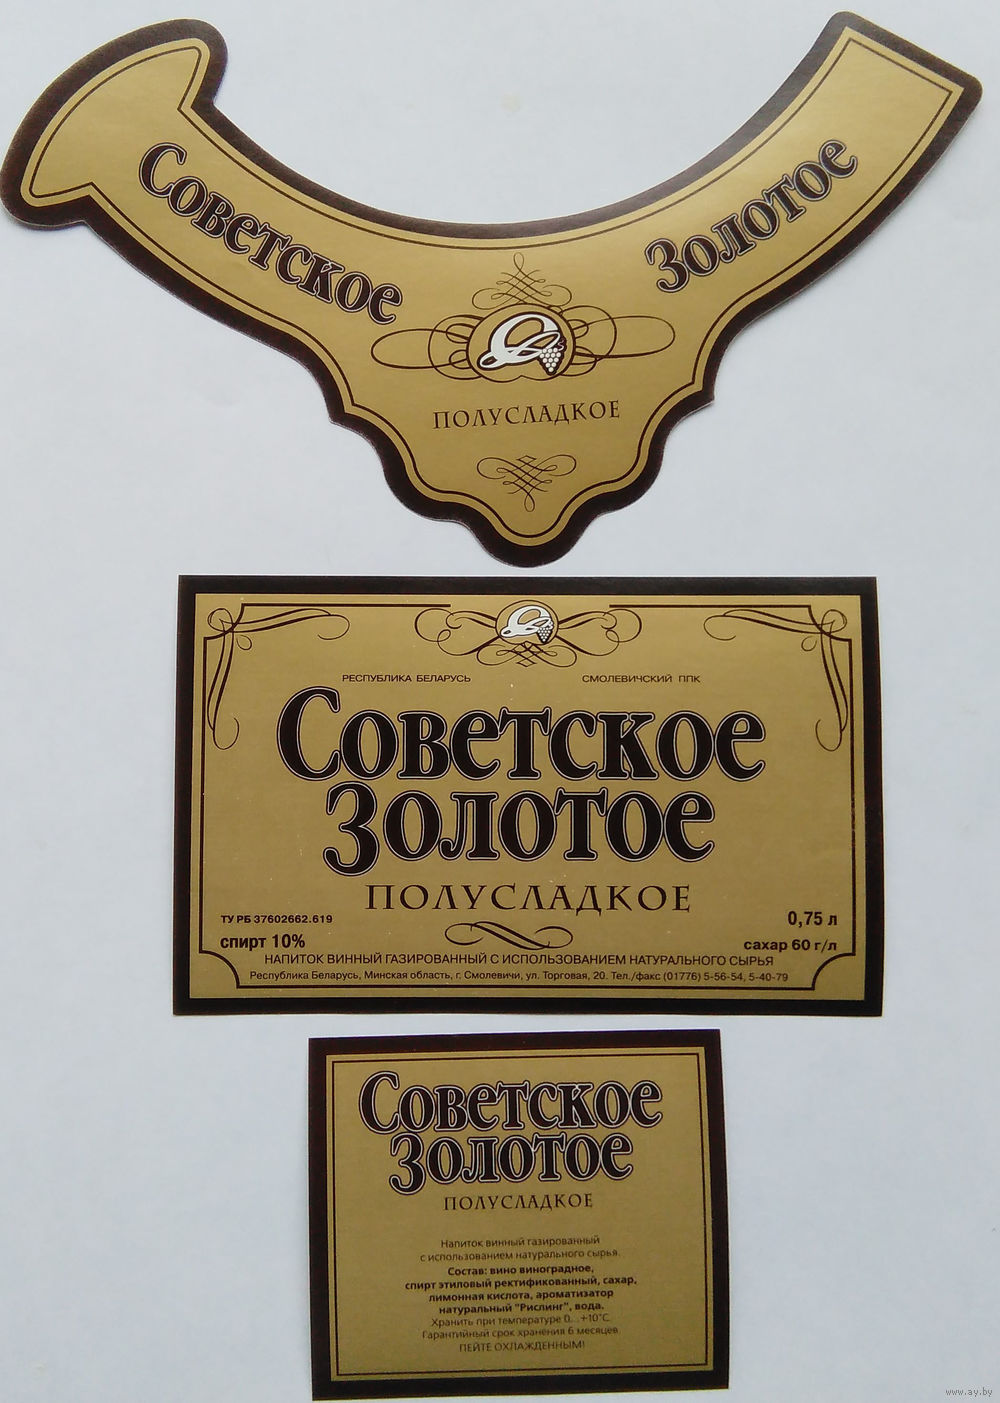 Советское Золотое
ПОЛУСЛАДКОЕ
РЕСПУБЛИКА БЕЛАРУСЬ СМОЛЕВИЧСКИЙ ППК
Советское
Золотое
ПОЛУСЛАДКОЕ
ТУ РБ 37602662.619 0,75 л
спирт 10% сахар 60 г/л
НАПИТОК ВИННЫЙ ГАЗИРОВАННЫЙ С ИСПОЛЬЗОВАНИЕМ НАТУРАЛЬНОГО СЫРЬЯ
Республика Беларусь, Минская область, г. Смолевичи, ул. Торговая, 20. Тел./факс (01776) 5-56-54, 5-40-79
Советское
Золотое
ПОЛУСЛАДКОЕ
Напиток винный газированный
с использованием натурального сырья.
Состав: вино виноградное,
спирт этиловый ректификованный, сахар,
лимонная кислота, ароматизатор
натуральный "Рислинг", вода.
Хранить при температуре 0...+10°С.
Гарантийный срок хранения 6 месяцев
ПЕЙТЕ ОХЛАЖДЕННЫМ!
www.ay.by